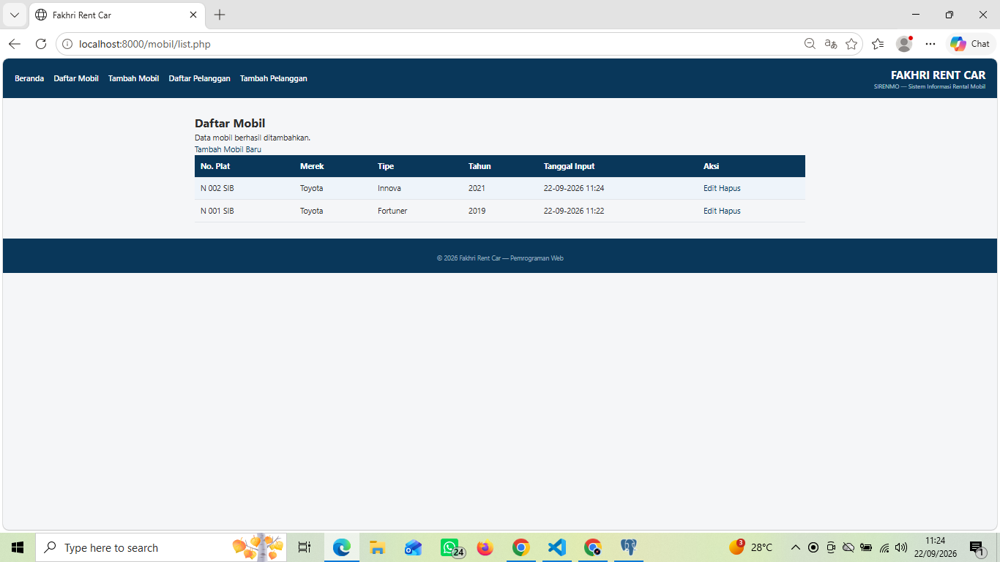 Fakhri Rent Car
localhost:8000/mobil/list.php
Chat
Beranda Daftar Mobil Tambah Mobil Daftar Pelanggan Tambah Pelanggan
FAKHRI RENT CAR
SIRENMO — Sistem Informasi Rental Mobil
Daftar Mobil
Data mobil berhasil ditambahkan.
Tambah Mobil Baru
No. Plat Merek Tipe Tahun Tanggal Input Aksi
N 002 SIB Toyota Innova 2021 22-09-2026 11:24 Edit Hapus
N 001 SIB Toyota Fortuner 2019 22-09-2026 11:22 Edit Hapus
© 2026 Fakhri Rent Car — Pemrograman Web
Type here to search
24
3
28°C
11:24
22/09/2026
1